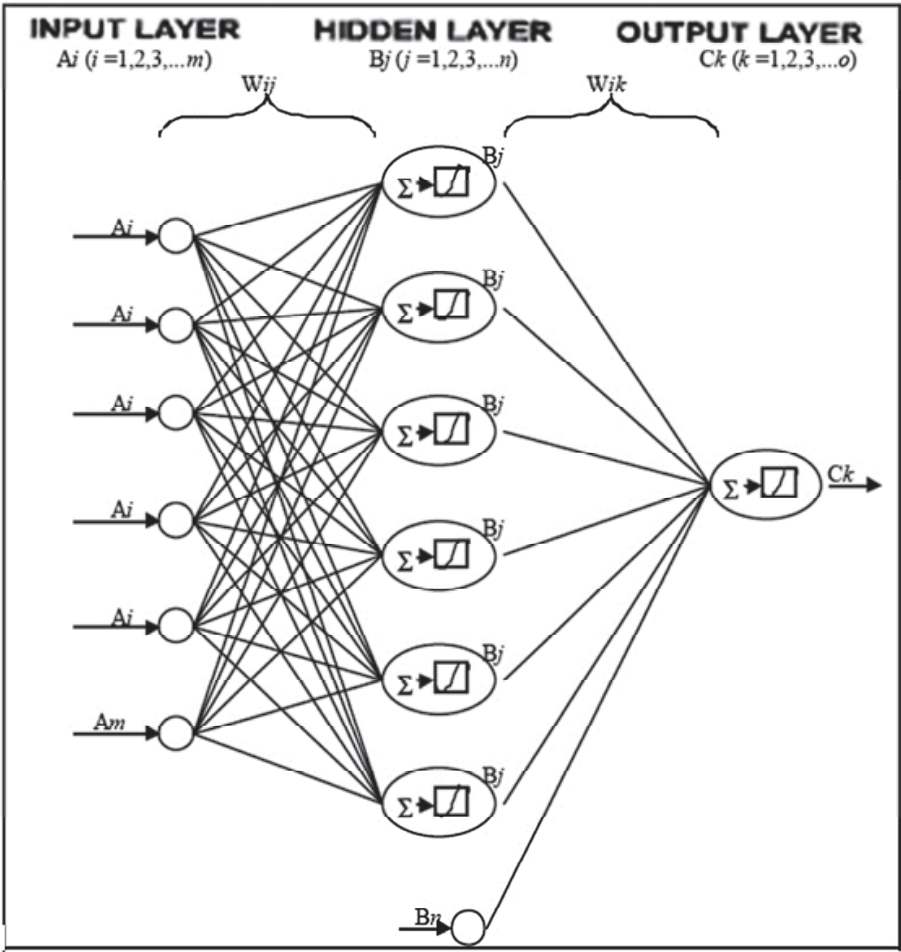 INPUT LAYER HIDDEN LAYER OUTPUT LAYER
Ai (i =1,2,3,...m) Bj (j =1,2,3,...n) Ck (k =1,2,3,...o)
Wij Wik
Bj
Σ
Ai
Bj
Σ
Ai
Bj
Σ
Ai
Ck
Σ
Ai
Bj
Σ
Ai
Bj
Σ
Am
Bj
Σ
Bn